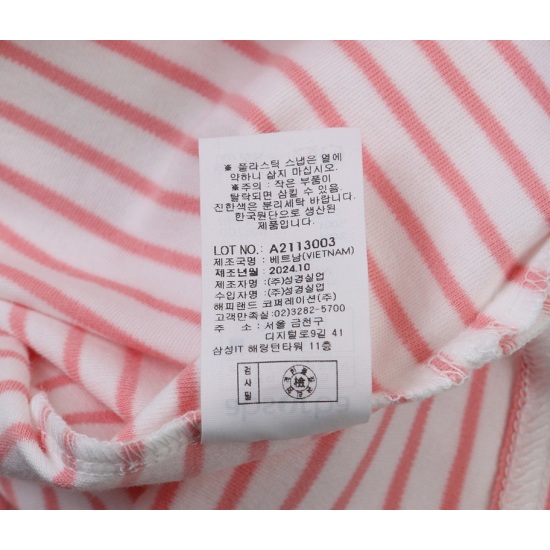 ※ 플라스틱 스냅은 열에
약하니 삶지 마십시오.
※주의 : 작은 부품이
탈락되면 삼킬 수 있음.
진한색은 분리세탁 바랍니다.
한국원단으로 생산된
제품입니다.
LOT NO.: A2113003
제조국명 : 베트남(VIETNAM)
제조년월 : 2024.10
제조자명 :(주)성경실업
수입자명 :(주)성경실업
해피랜드 코퍼레이션(주)
고객만족실:02)3282-5700
주 소 : 서울 금천구
디지털로9길 41
삼성IT 해링턴타워 11층
검사필
檢